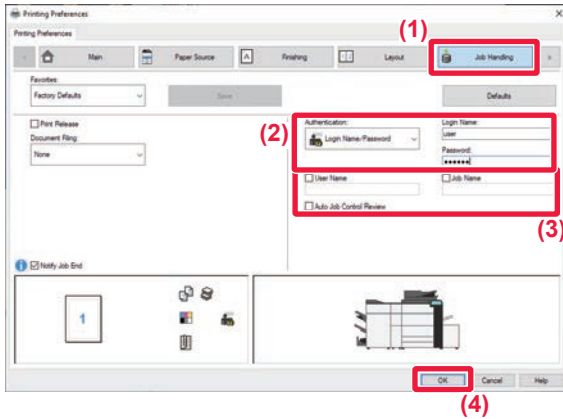 Printing Preferences
Printing Preferences
(1)
Main
Paper Source
A
Finishing
Layout
Job Handling
Favorites:
Factory Defaults
Save
Defaults
Print Release
Document Filing:
None
(2)
Authentication:
Login Name/Password
Login Name:
user
Password:
••••••
User Name
Job Name
Auto Job Control Review
(3)
Notify Job End
1
OK
Cancel
Help
(4)